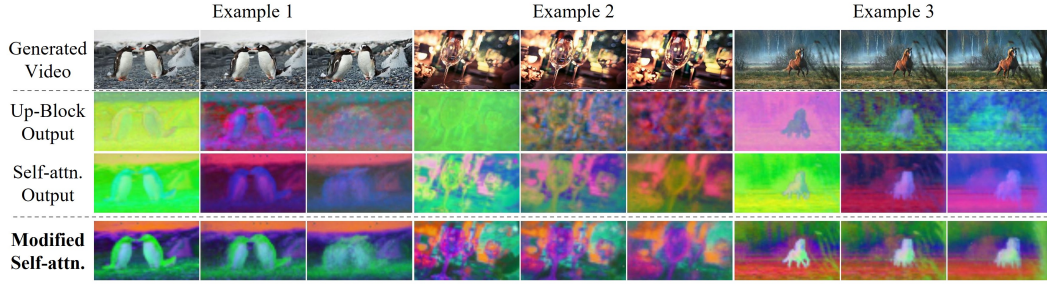 Example 1
Example 2
Example 3
Generated
Video
Up-Block
Output
Self-attn.
Output
Modified
Self-attn.